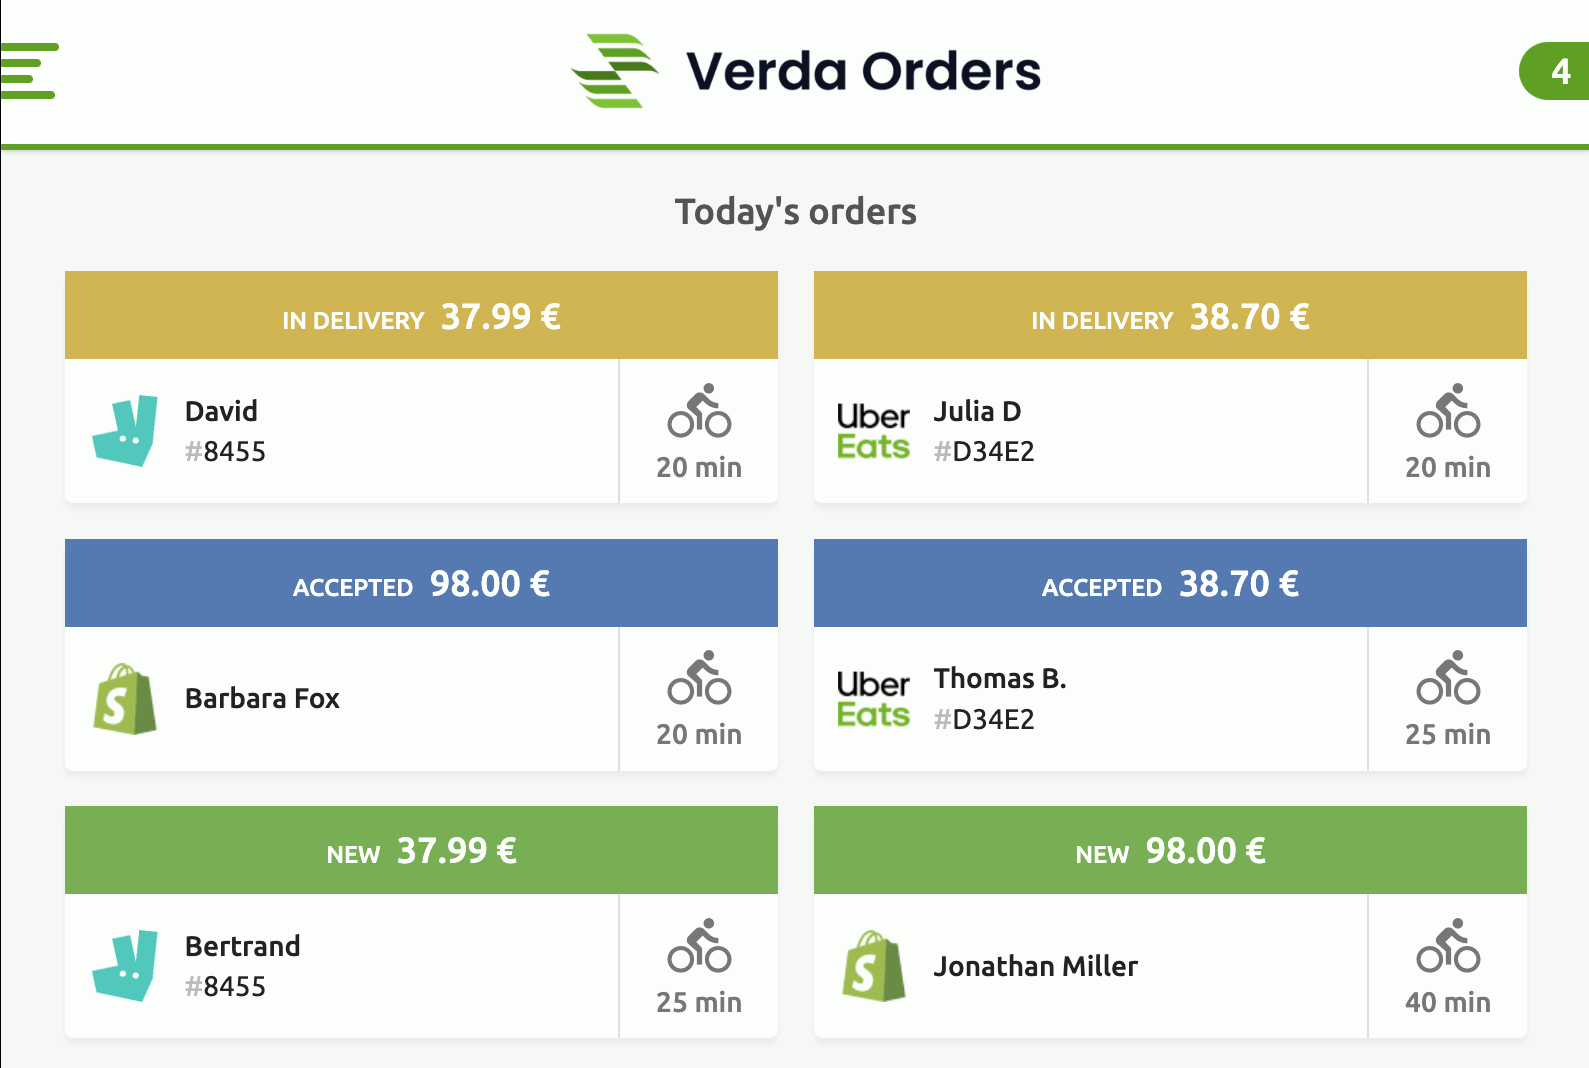 Verda Orders
4
Today's orders
IN DELIVERY 37.99 €
David
#8455
20 min
IN DELIVERY 38.70 €
Uber
Eats
Julia D
#D34E2
20 min
ACCEPTED 98.00 €
S
Barbara Fox
20 min
ACCEPTED 38.70 €
Uber
Eats
Thomas B.
#D34E2
25 min
NEW 37.99 €
Bertrand
#8455
25 min
NEW 98.00 €
S
Jonathan Miller
40 min